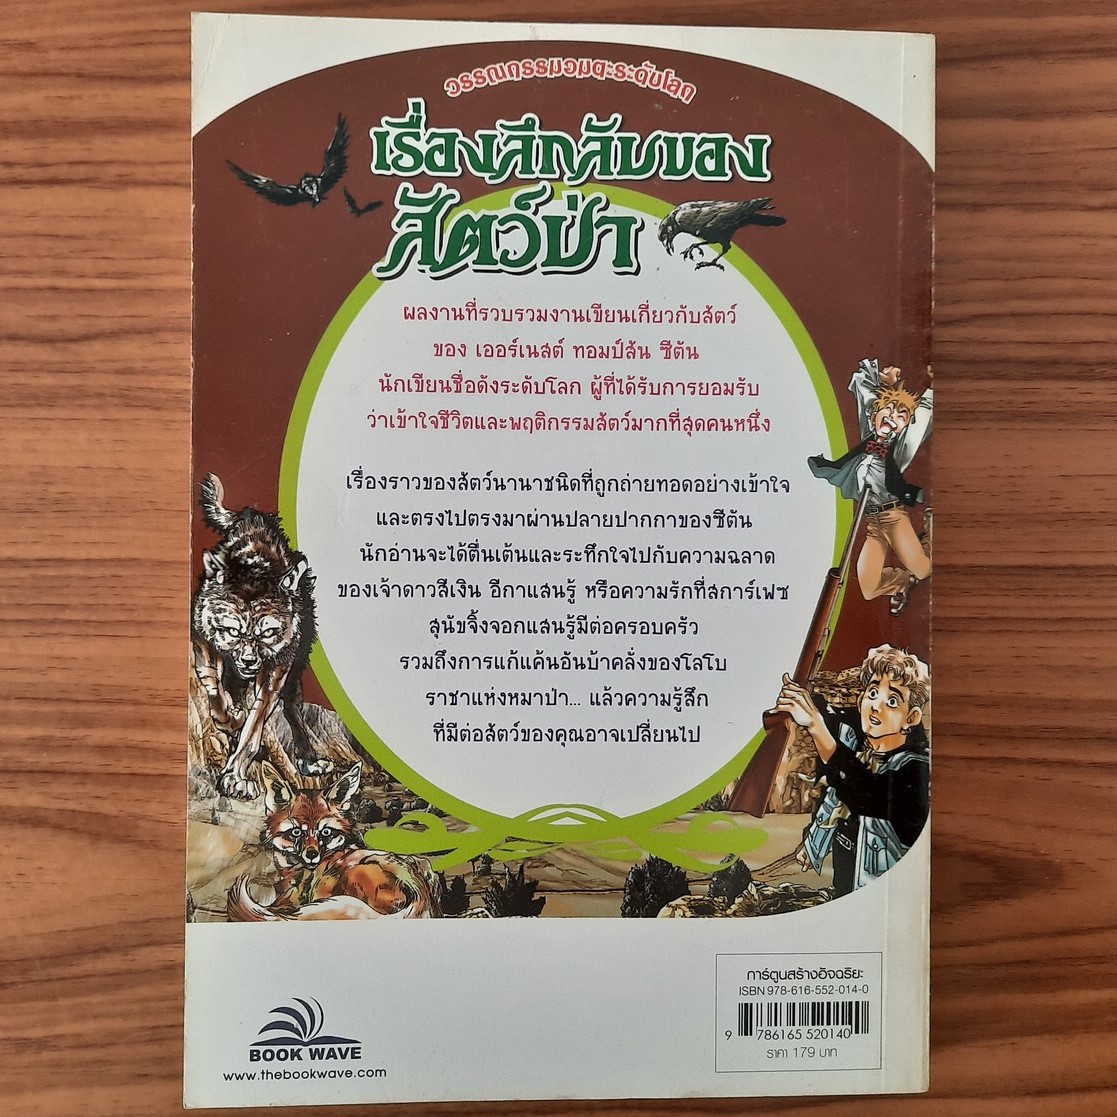 วรรณกรรมอมตะระดับโลก
เรื่องลึกลับของ
สัตว์ป่า
ผลงานที่รวบรวมงานเขียนเกี่ยวกับสัตว์
ของ เออร์เนสต์ ทอมป์สัน ซีตัน
นักเขียนชื่อดังระดับโลก ผู้ที่ได้รับการยอมรับ
ว่าเข้าใจชีวิตและพฤติกรรมสัตว์มากที่สุดคนหนึ่ง
เรื่องราวของสัตว์นานาชนิดที่ถูกถ่ายทอดอย่างเข้าใจ
และตรงไปตรงมาผ่านปลายปากกาของซีตัน
นักอ่านจะได้ตื่นเต้นและระทึกใจไปกับความฉลาด
ของเจ้าดาวสีเงิน อีกาแสนรู้ หรือความรักที่สการ์เฟซ
สุนัขจิ้งจอกแสนรู้มีต่อครอบครัว
รวมถึงการแก้แค้นอันบ้าคลั่งของโลโบ
ราชาแห่งหมาป่า... แล้วความรู้สึก
ที่มีต่อสัตว์ของคุณอาจเปลี่ยนไป
การ์ตูนสร้างอัจฉริยะ
ISBN 978-616-552-014-0
9 786165 520140
ราคา 179 บาท
BOOK WAVE
www.thebookwave.com